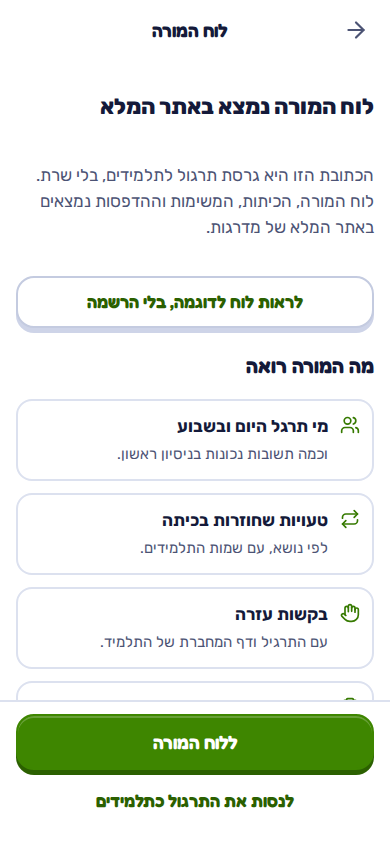 לוח המורה
לוח המורה נמצא באתר המלא
הכתובת הזו היא גרסת תרגול לתלמידים, בלי שרת.
לוח המורה, הכיתות, המשימות וההדפסות נמצאים
באתר המלא של מדרגות.
לראות לוח לדוגמה, בלי הרשמה
מה המורה רואה
מי תרגל היום ובשבוע
וכמה תשובות נכונות בניסיון ראשון.
טעויות שחוזרות בכיתה
לפי נושא, עם שמות התלמידים.
בקשות עזרה
עם התרגיל ודף המחברת של התלמיד.
ללוח המורה
לנסות את התרגול כתלמידים